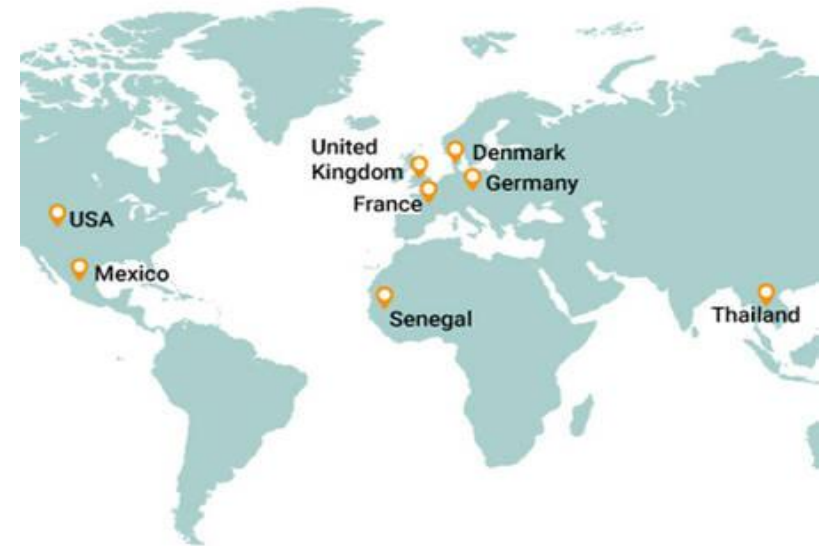 United
Kingdom
Denmark
Germany
France
USA
Mexico
Senegal
Thailand